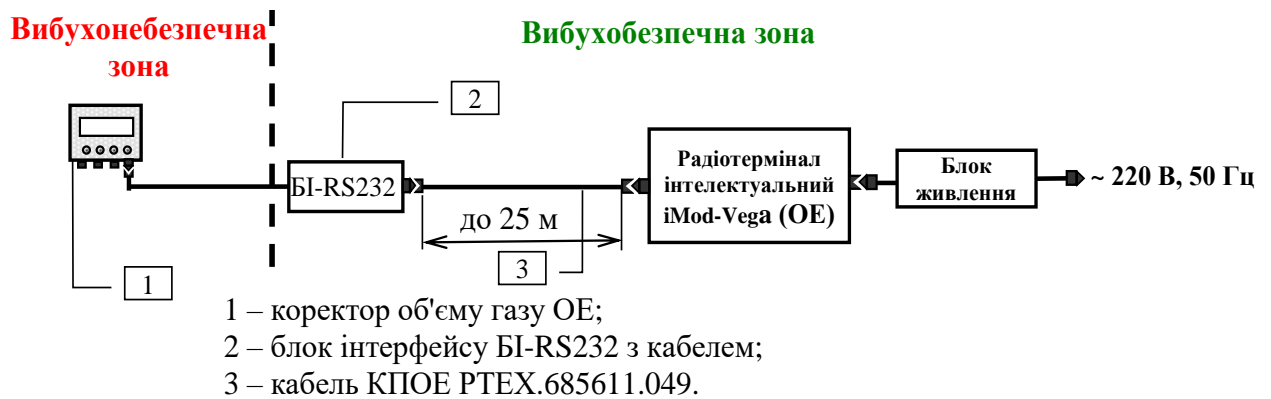 Вибухонебезпечна
зона
Вибухобезпечна зона
2
БІ-RS232
Радіотермінал
інтелектуальний
iMod-Vega (ОЕ)
Блок
живлення
~ 220 В, 50 Гц
до 25 м
3
1
1 – коректор об'єму газу ОЕ;
2 – блок інтерфейсу БІ-RS232 з кабелем;
3 – кабель КПОЕ РТЕХ.685611.049.